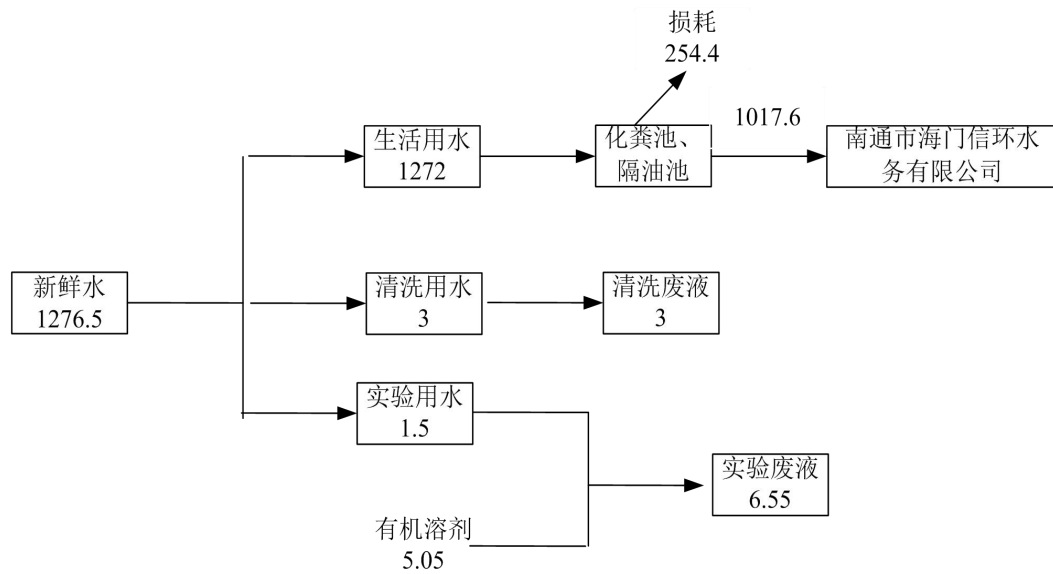 损耗
254.4
1017.6
生活用水
1272
化粪池、
隔油池
南通市海门信环水
务有限公司
新鲜水
1276.5
清洗用水
3
清洗废液
3
实验用水
1.5
实验废液
6.55
有机溶剂
5.05